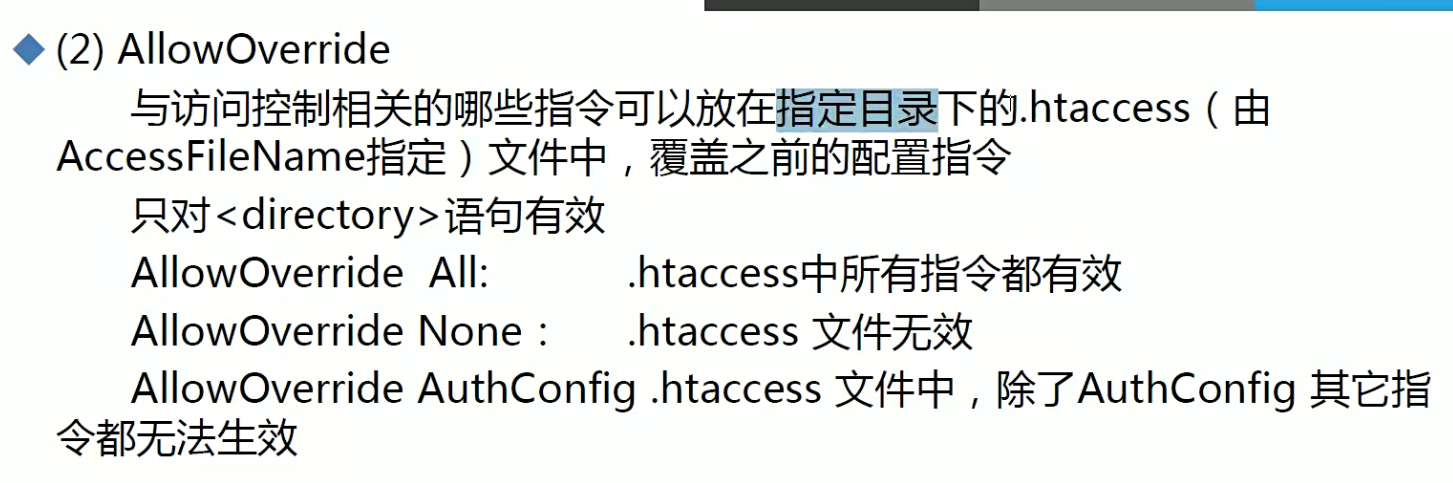 (2) AllowOverride
与访问控制相关的哪些指令可以放在指定目录下的.htaccess（由
AccessFileName指定）文件中，覆盖之前的配置指令
只对<directory>语句有效
AllowOverride All: .htaccess中所有指令都有效
AllowOverride None： .htaccess 文件无效
AllowOverride AuthConfig .htaccess 文件中，除了AuthConfig 其它指
令都无法生效